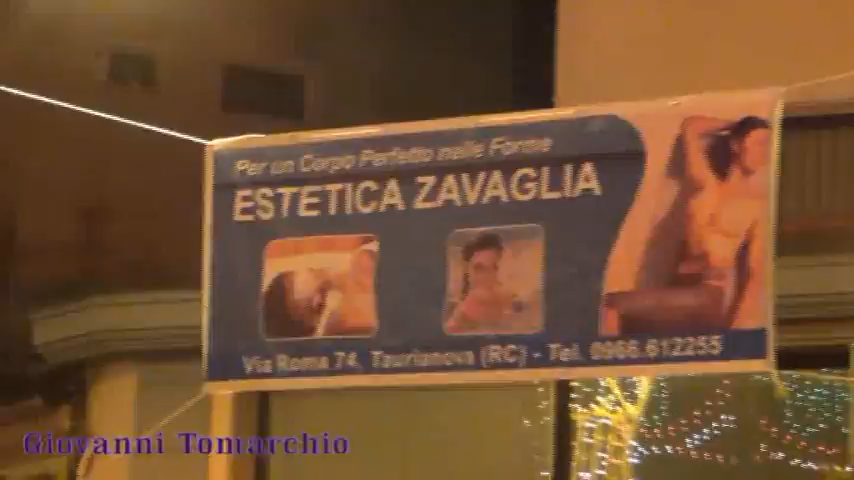 Per un Corpo Perfetto nelle Forme
ESTETICA ZAVAGLIA
Via Roma 74, Taurianova (RC) - Tel. 0966.612255
Giovanni Tomarchio